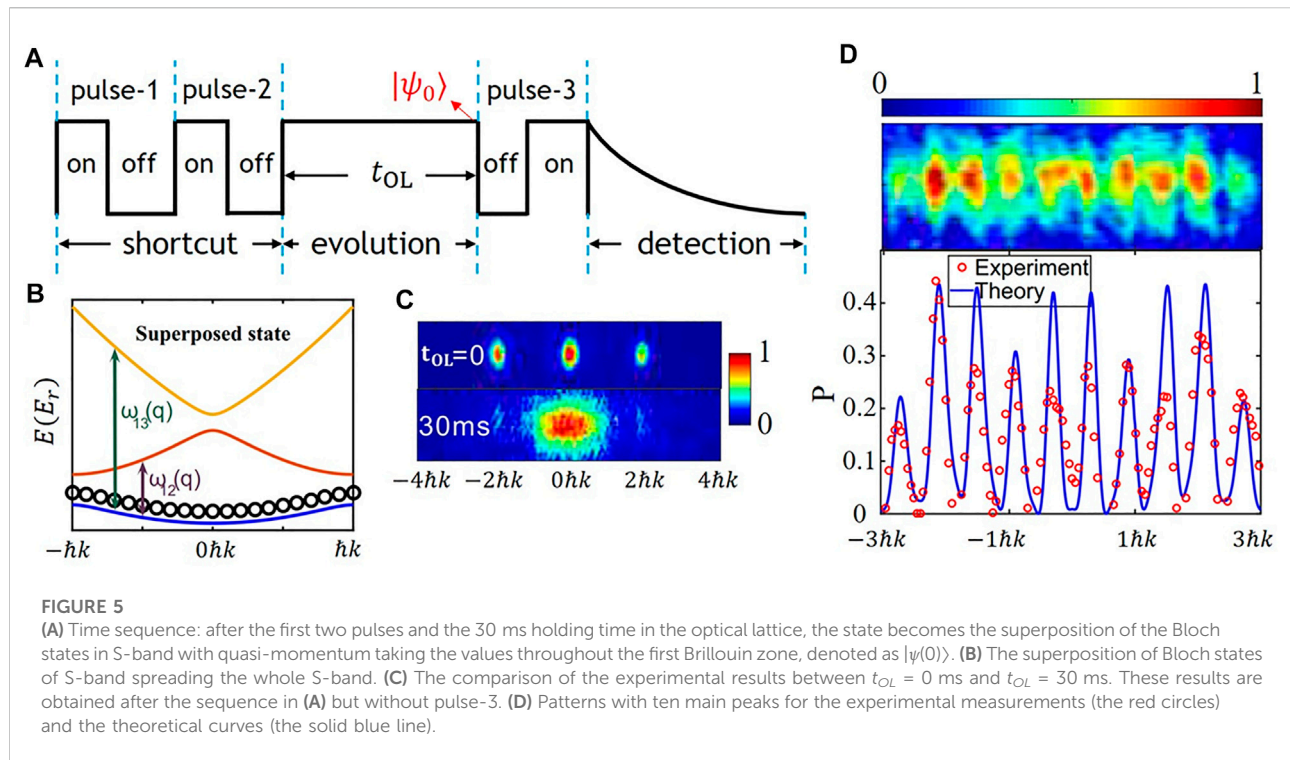 A
pulse-1 pulse-2 |ψ₀⟩ pulse-3
on off on off t_OL off on
shortcut evolution detection
B
Superposed state
E(E_r)
ω_13(q)
ω_12(q)
−ħk 0ħk ħk
C
t_OL=0
30ms
1
0
−4ħk −2ħk 0ħk 2ħk 4ħk
D
0 1
Experiment
Theory
P
0.4
0.3
0.2
0.1
0
−3ħk −1ħk 1ħk 3ħk
FIGURE 5
(A) Time sequence: after the first two pulses and the 30 ms holding time in the optical lattice, the state becomes the superposition of the Bloch
states in S-band with quasi-momentum taking the values throughout the first Brillouin zone, denoted as |ψ(0)⟩. (B) The superposition of Bloch states
of S-band spreading the whole S-band. (C) The comparison of the experimental results between t_OL = 0 ms and t_OL = 30 ms. These results are
obtained after the sequence in (A) but without pulse-3. (D) Patterns with ten main peaks for the experimental measurements (the red circles)
and the theoretical curves (the solid blue line).